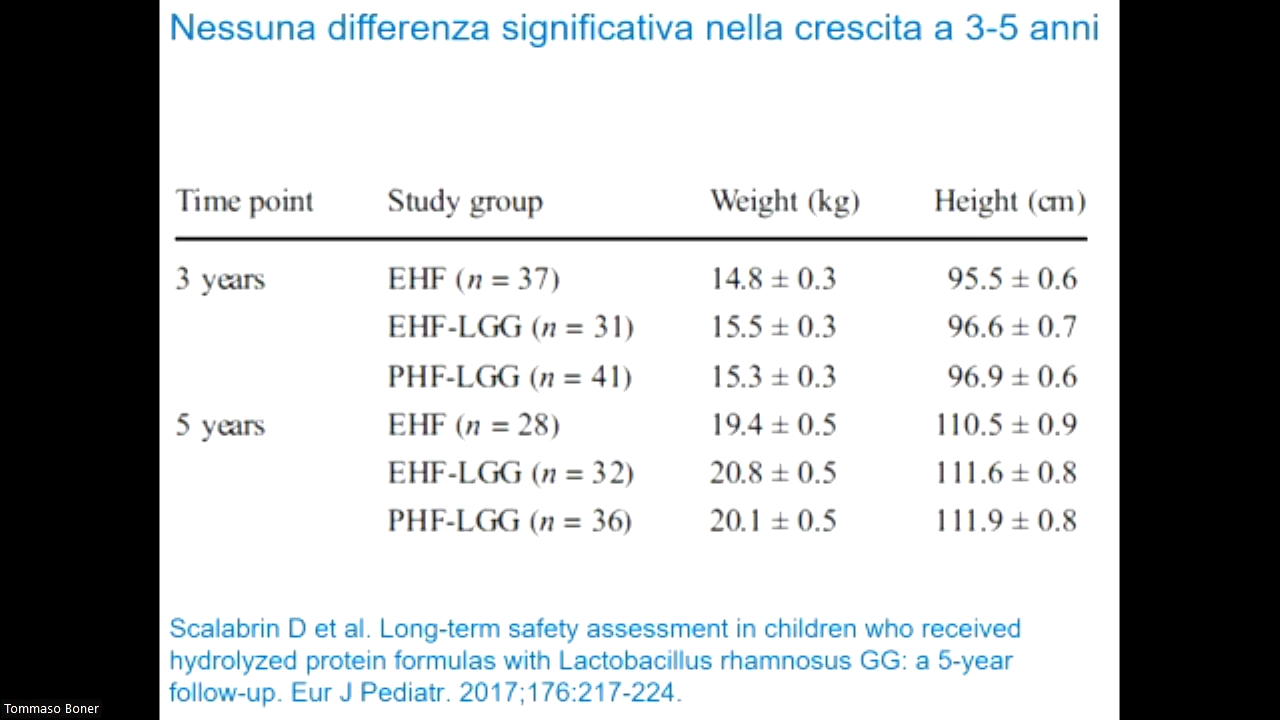 Nessuna differenza significativa nella crescita a 3-5 anni
Time point Study group Weight (kg) Height (cm)
3 years EHF (n = 37) 14.8 ± 0.3 95.5 ± 0.6
EHF-LGG (n = 31) 15.5 ± 0.3 96.6 ± 0.7
PHF-LGG (n = 41) 15.3 ± 0.3 96.9 ± 0.6
5 years EHF (n = 28) 19.4 ± 0.5 110.5 ± 0.9
EHF-LGG (n = 32) 20.8 ± 0.5 111.6 ± 0.8
PHF-LGG (n = 36) 20.1 ± 0.5 111.9 ± 0.8
Scalabrin D et al. Long-term safety assessment in children who received
hydrolyzed protein formulas with Lactobacillus rhamnosus GG: a 5-year
follow-up. Eur J Pediatr. 2017;176:217-224.
Tommaso Boner